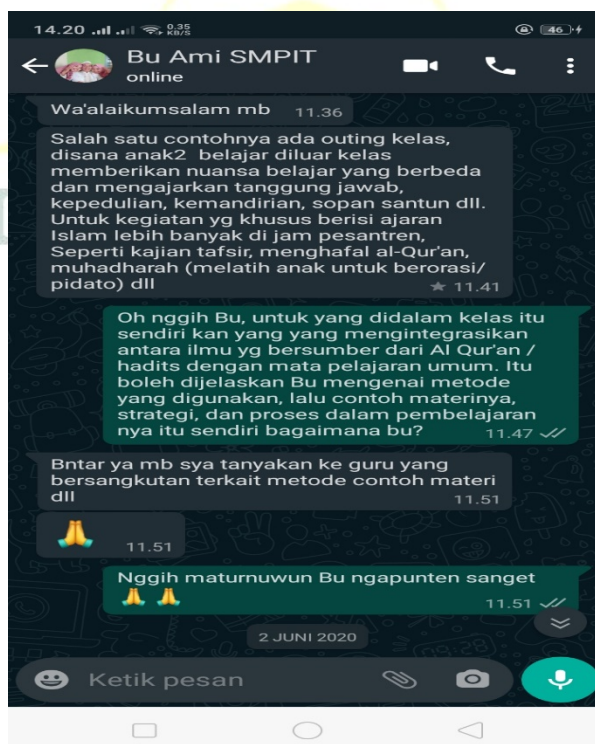 14.20 0.35 KB/S 46
Bu Ami SMPIT
online
Wa'alaikumsalam mb 11.36
Salah satu contohnya ada outing kelas,
disana anak2 belajar diluar kelas
memberikan nuansa belajar yang berbeda
dan mengajarkan tanggung jawab,
kepedulian, kemandirian, sopan santun dll.
Untuk kegiatan yg khusus berisi ajaran
Islam lebih banyak di jam pesantren,
Seperti kajian tafsir, menghafal al-Qur'an,
muhadharah (melatih anak untuk berorasi/
pidato) dll ★ 11.41
Oh nggih Bu, untuk yang didalam kelas itu
sendiri kan yang yang mengintegrasikan
antara ilmu yg bersumber dari Al Qur'an /
hadits dengan mata pelajaran umum. Itu
boleh dijelaskan Bu mengenai metode
yang digunakan, lalu contoh materinya,
strategi, dan proses dalam pembelajaran
nya itu sendiri bagaimana bu? 11.47
Bntar ya mb sya tanyakan ke guru yang
bersangkutan terkait metode contoh materi
dll 11.51
🙏 11.51
Nggih maturnuwun Bu ngapunten sanget
🙏 🙏 11.51
2 JUNI 2020
Ketik pesan